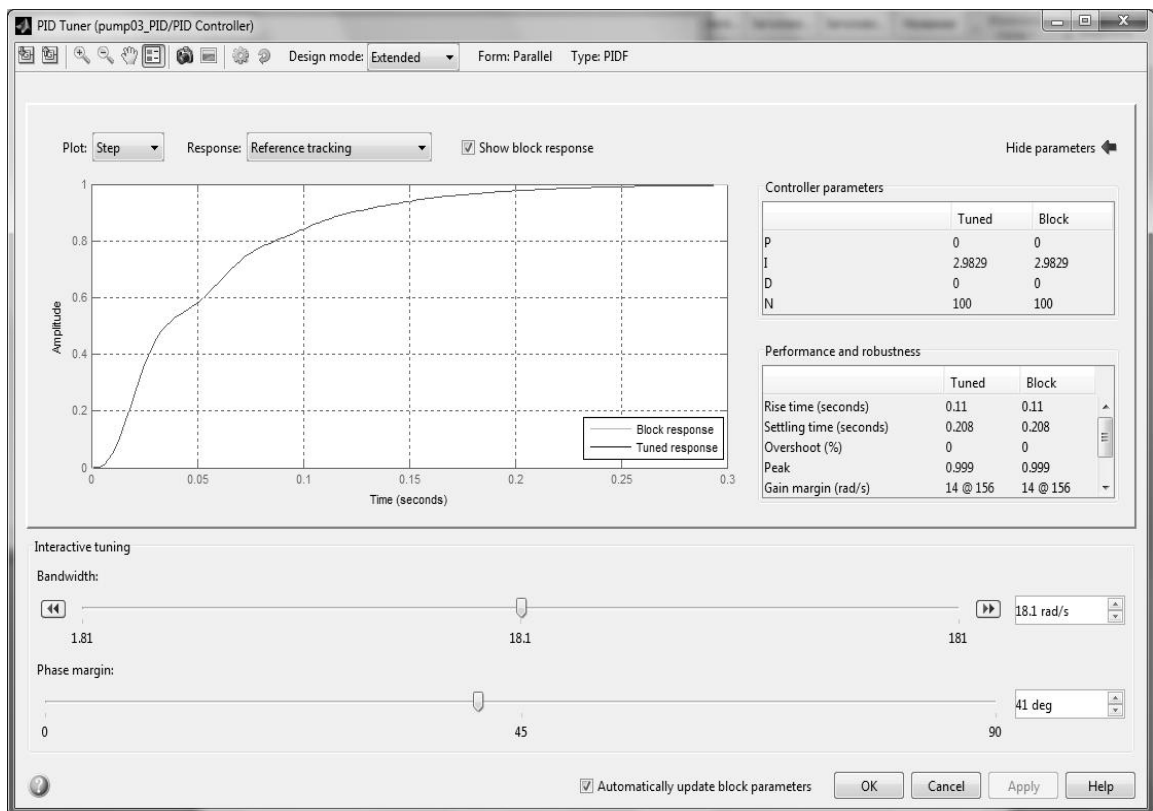 PID Tuner (pump03_PID/PID Controller)
Design mode: Extended Form: Parallel Type: PIDF
Plot: Step Response: Reference tracking Show block response Hide parameters
Amplitude
1
0.8
0.6
0.4
0.2
0
0 0.05 0.1 0.15 0.2 0.25 0.3
Time (seconds)
Block response
Tuned response
Controller parameters
Tuned Block
P 0 0
I 2.9829 2.9829
D 0 0
N 100 100
Performance and robustness
Tuned Block
Rise time (seconds) 0.11 0.11
Settling time (seconds) 0.208 0.208
Overshoot (%) 0 0
Peak 0.999 0.999
Gain margin (rad/s) 14 @ 156 14 @ 156
Interactive tuning
Bandwidth:
18.1 rad/s
1.81 18.1 181
Phase margin:
41 deg
0 45 90
Automatically update block parameters OK Cancel Apply Help